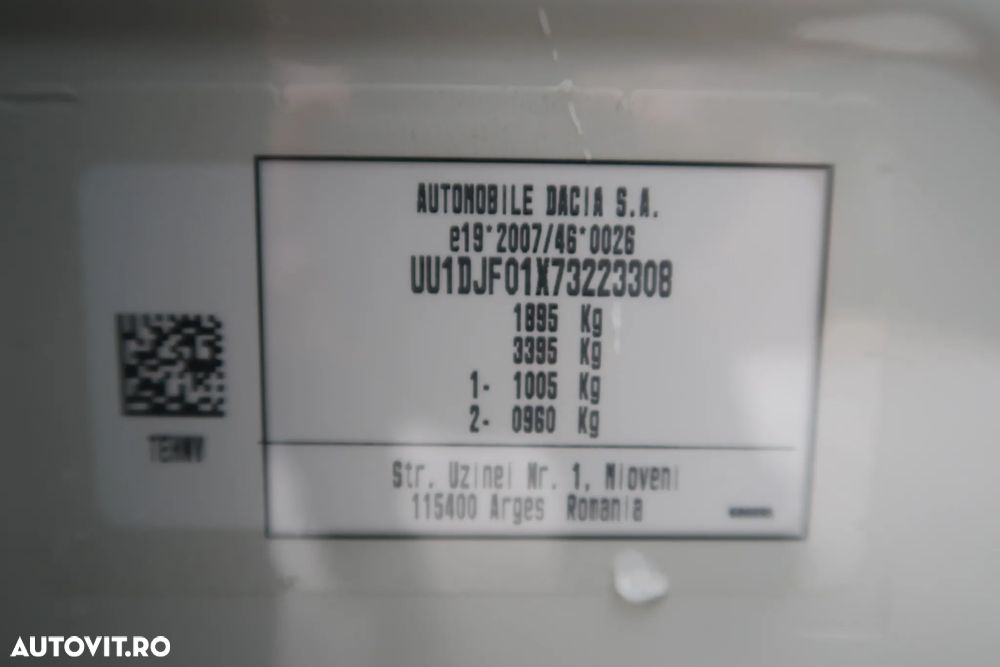 AUTOMOBILE DACIA S.A.
e19*2007/46*0026
UU1DJF01X73223308
1895 Kg
3395 Kg
1- 1005 Kg
2- 0960 Kg
Str. Uzinei Nr. 1, Mioveni
115400 Arges Romania
AUTOVIT.RO